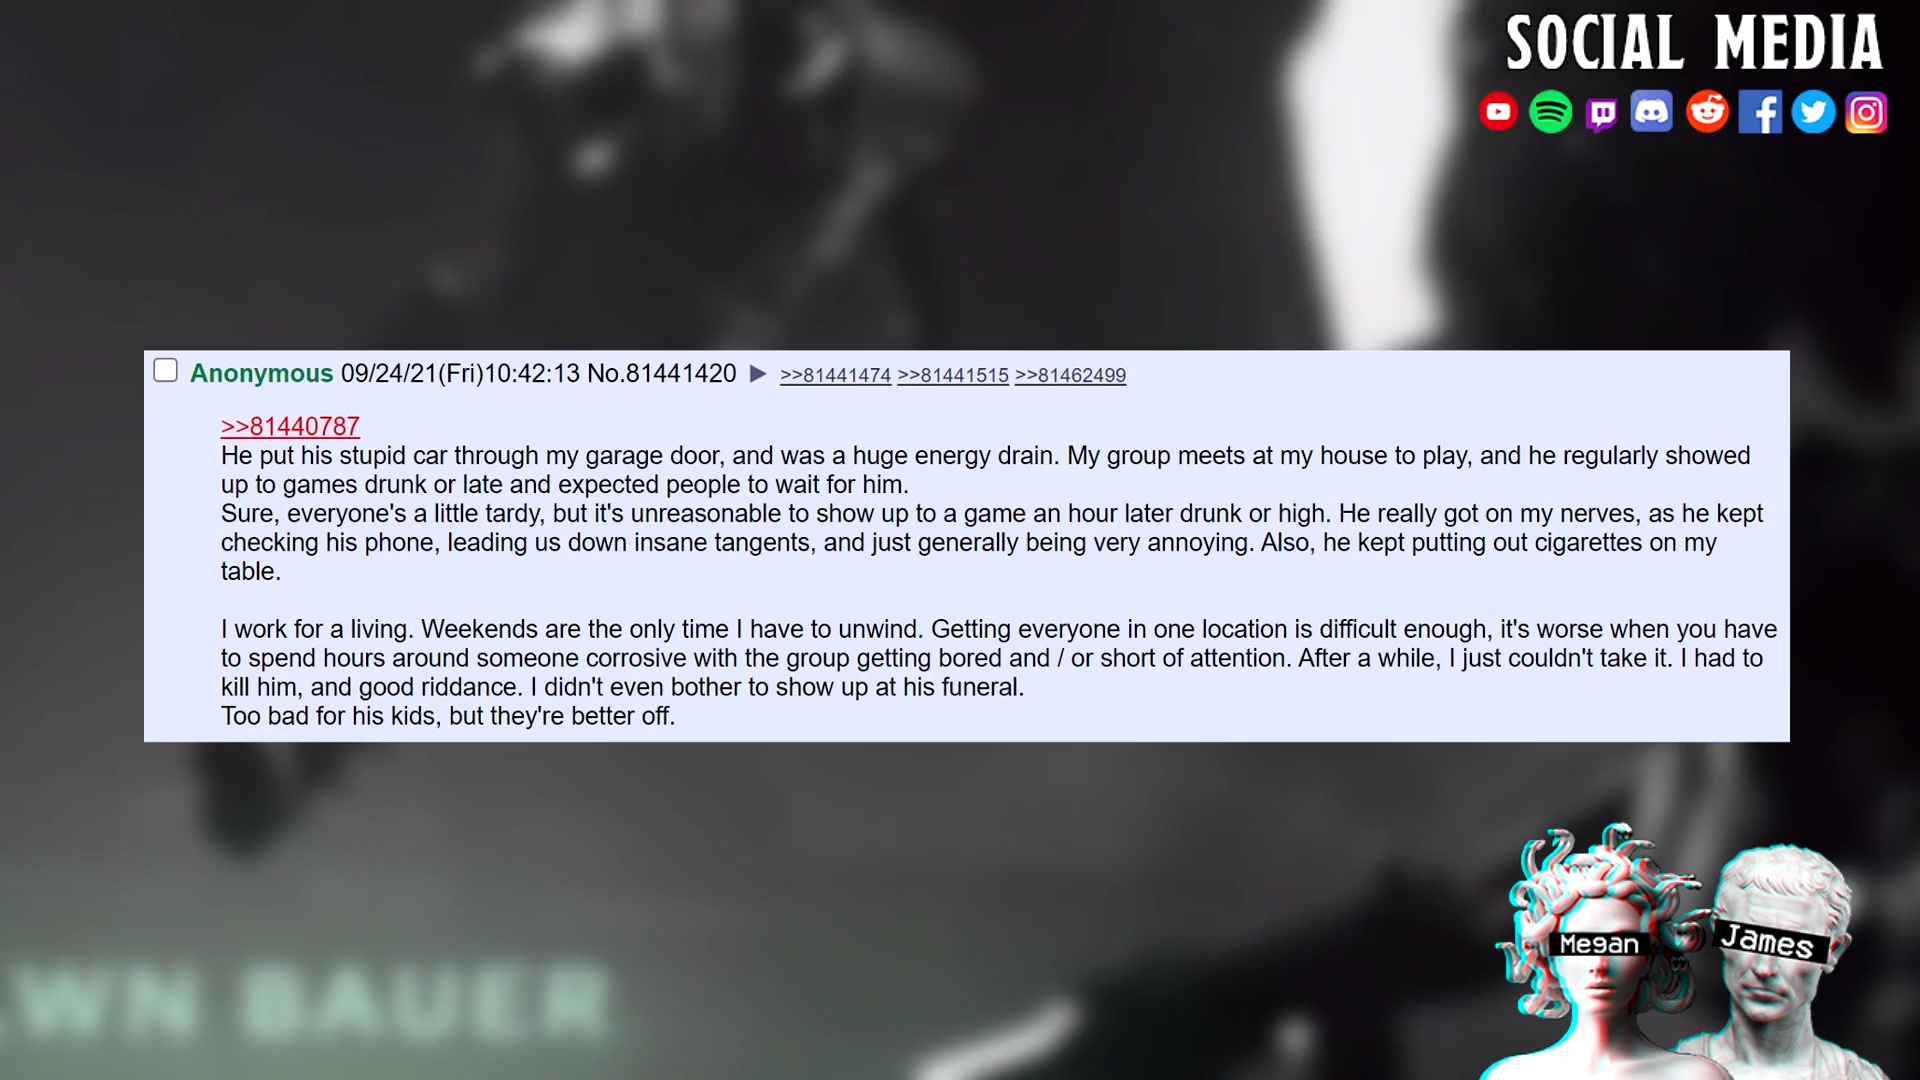 SOCIAL MEDIA
Anonymous 09/24/21(Fri)10:42:13 No.81441420 ▶ >>81441474 >>81441515 >>81462499
>>81440787
He put his stupid car through my garage door, and was a huge energy drain. My group meets at my house to play, and he regularly showed
up to games drunk or late and expected people to wait for him.
Sure, everyone's a little tardy, but it's unreasonable to show up to a game an hour later drunk or high. He really got on my nerves, as he kept
checking his phone, leading us down insane tangents, and just generally being very annoying. Also, he kept putting out cigarettes on my
table.
I work for a living. Weekends are the only time I have to unwind. Getting everyone in one location is difficult enough, it's worse when you have
to spend hours around someone corrosive with the group getting bored and / or short of attention. After a while, I just couldn't take it. I had to
kill him, and good riddance. I didn't even bother to show up at his funeral.
Too bad for his kids, but they're better off.
Megan
James
AWN BAUER